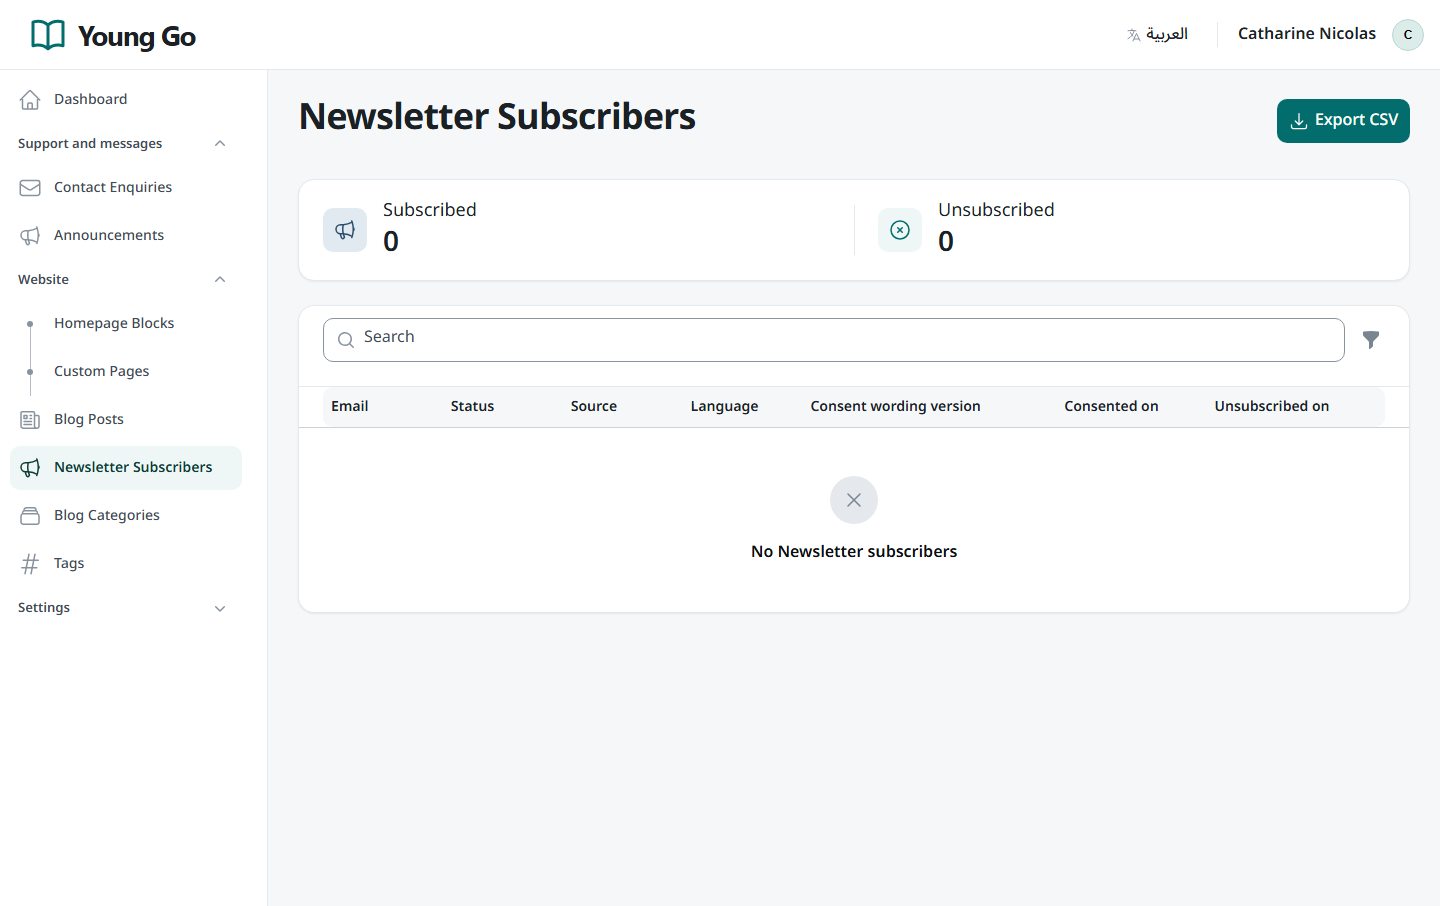 Young Go
العربية
Catharine Nicolas
C
Dashboard
Support and messages
Contact Enquiries
Announcements
Website
Homepage Blocks
Custom Pages
Blog Posts
Newsletter Subscribers
Blog Categories
Tags
Settings
Newsletter Subscribers
Export CSV
Subscribed
0
Unsubscribed
0
Search
Email Status Source Language Consent wording version Consented on Unsubscribed on
No Newsletter subscribers